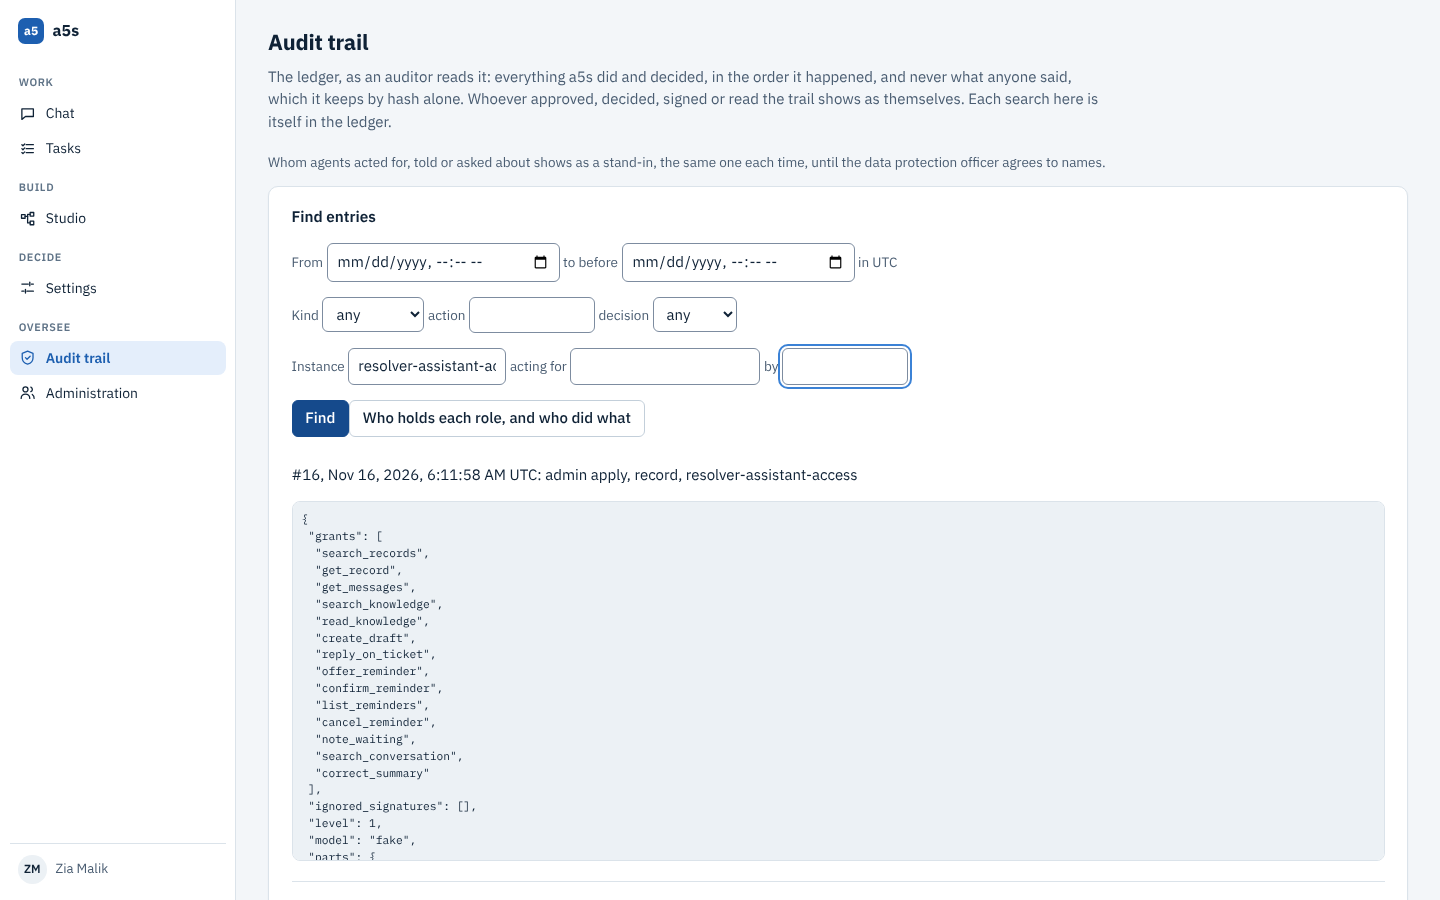 a5 a5s
WORK
Chat
Tasks
BUILD
Studio
DECIDE
Settings
OVERSEE
Audit trail
Administration
ZM Zia Malik
Audit trail
The ledger, as an auditor reads it: everything a5s did and decided, in the order it happened, and never what anyone said,
which it keeps by hash alone. Whoever approved, decided, signed or read the trail shows as themselves. Each search here is
itself in the ledger.
Whom agents acted for, told or asked about shows as a stand-in, the same one each time, until the data protection officer agrees to names.
Find entries
From mm/dd/yyyy, --:-- -- to before mm/dd/yyyy, --:-- -- in UTC
Kind any action decision any
Instance resolver-assistant-ac acting for by
Find Who holds each role, and who did what
#16, Nov 16, 2026, 6:11:58 AM UTC: admin apply, record, resolver-assistant-access
{
"grants": [
"search_records",
"get_record",
"get_messages",
"search_knowledge",
"read_knowledge",
"create_draft",
"reply_on_ticket",
"offer_reminder",
"confirm_reminder",
"list_reminders",
"cancel_reminder",
"note_waiting",
"search_conversation",
"correct_summary"
],
"ignored_signatures": [],
"level": 1,
"model": "fake",
"parts": {